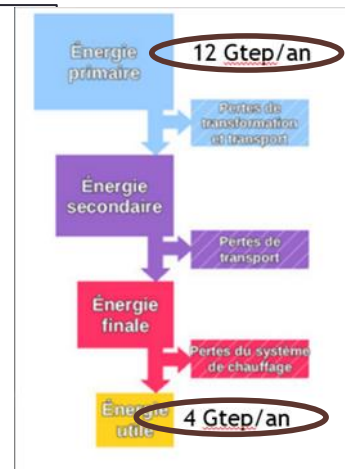 Énergie
primaire
12 Gtep/an
Pertes de
transformation
et transport
Énergie
secondaire
Pertes de
transport
Énergie
finale
Pertes du système
de chauffage
Énergie
utile
4 Gtep/an